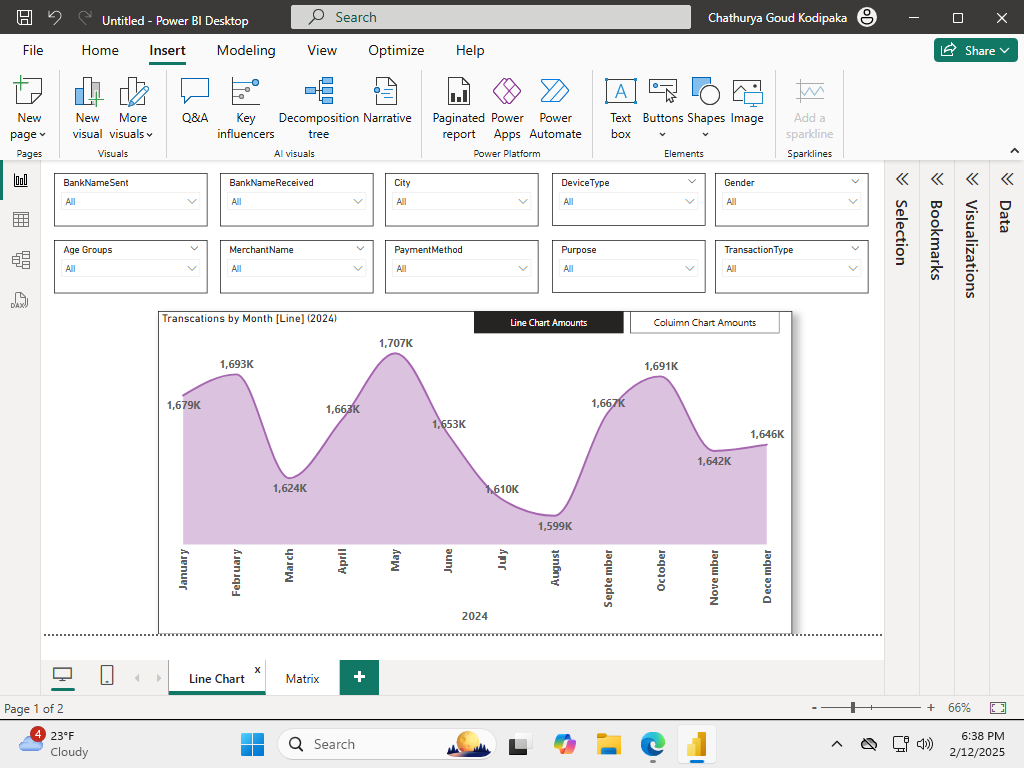 Untitled - Power BI Desktop
Search
Chathurya Goud Kodipaka
File Home Insert Modeling View Optimize Help
Share
New page
New visual
More visuals
Q&A
Key influencers
Decomposition tree
Narrative
Paginated report
Power Apps
Power Automate
A
Text box
Buttons
Shapes
Image
Add a sparkline
Pages
Visuals
AI visuals
Power Platform
Elements
Sparklines
DAX
BankNameSent
All
BankNameReceived
All
City
All
DeviceType
All
Gender
All
Age Groups
All
MerchantName
All
PaymentMethod
All
Purpose
All
TransactionType
All
Selection
Bookmarks
Visualizations
Data
Transcations by Month [Line] (2024)
Line Chart Amounts
Coluimn Chart Amounts
1,679K
1,693K
1,624K
1,663K
1,707K
1,653K
1,610K
1,599K
1,667K
1,691K
1,642K
1,646K
January
February
March
April
May
June
July
August
September
October
November
December
2024
Line Chart
x
Matrix
+
Page 1 of 2
- + 66%
4
23°F
Cloudy
Search
6:38 PM
2/12/2025